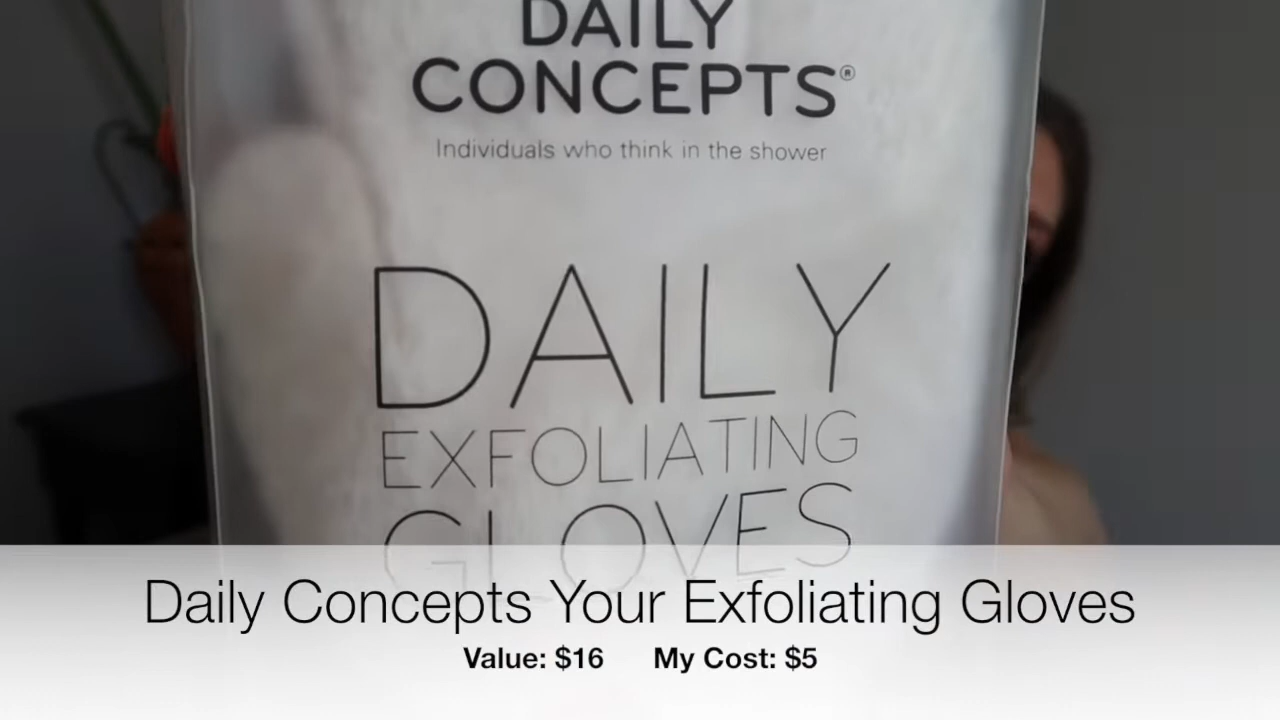 DAILY
CONCEPTS®
Individuals who think in the shower
DAILY
EXFOLIATING
GLOVES
Daily Concepts Your Exfoliating Gloves
Value: $16 My Cost: $5